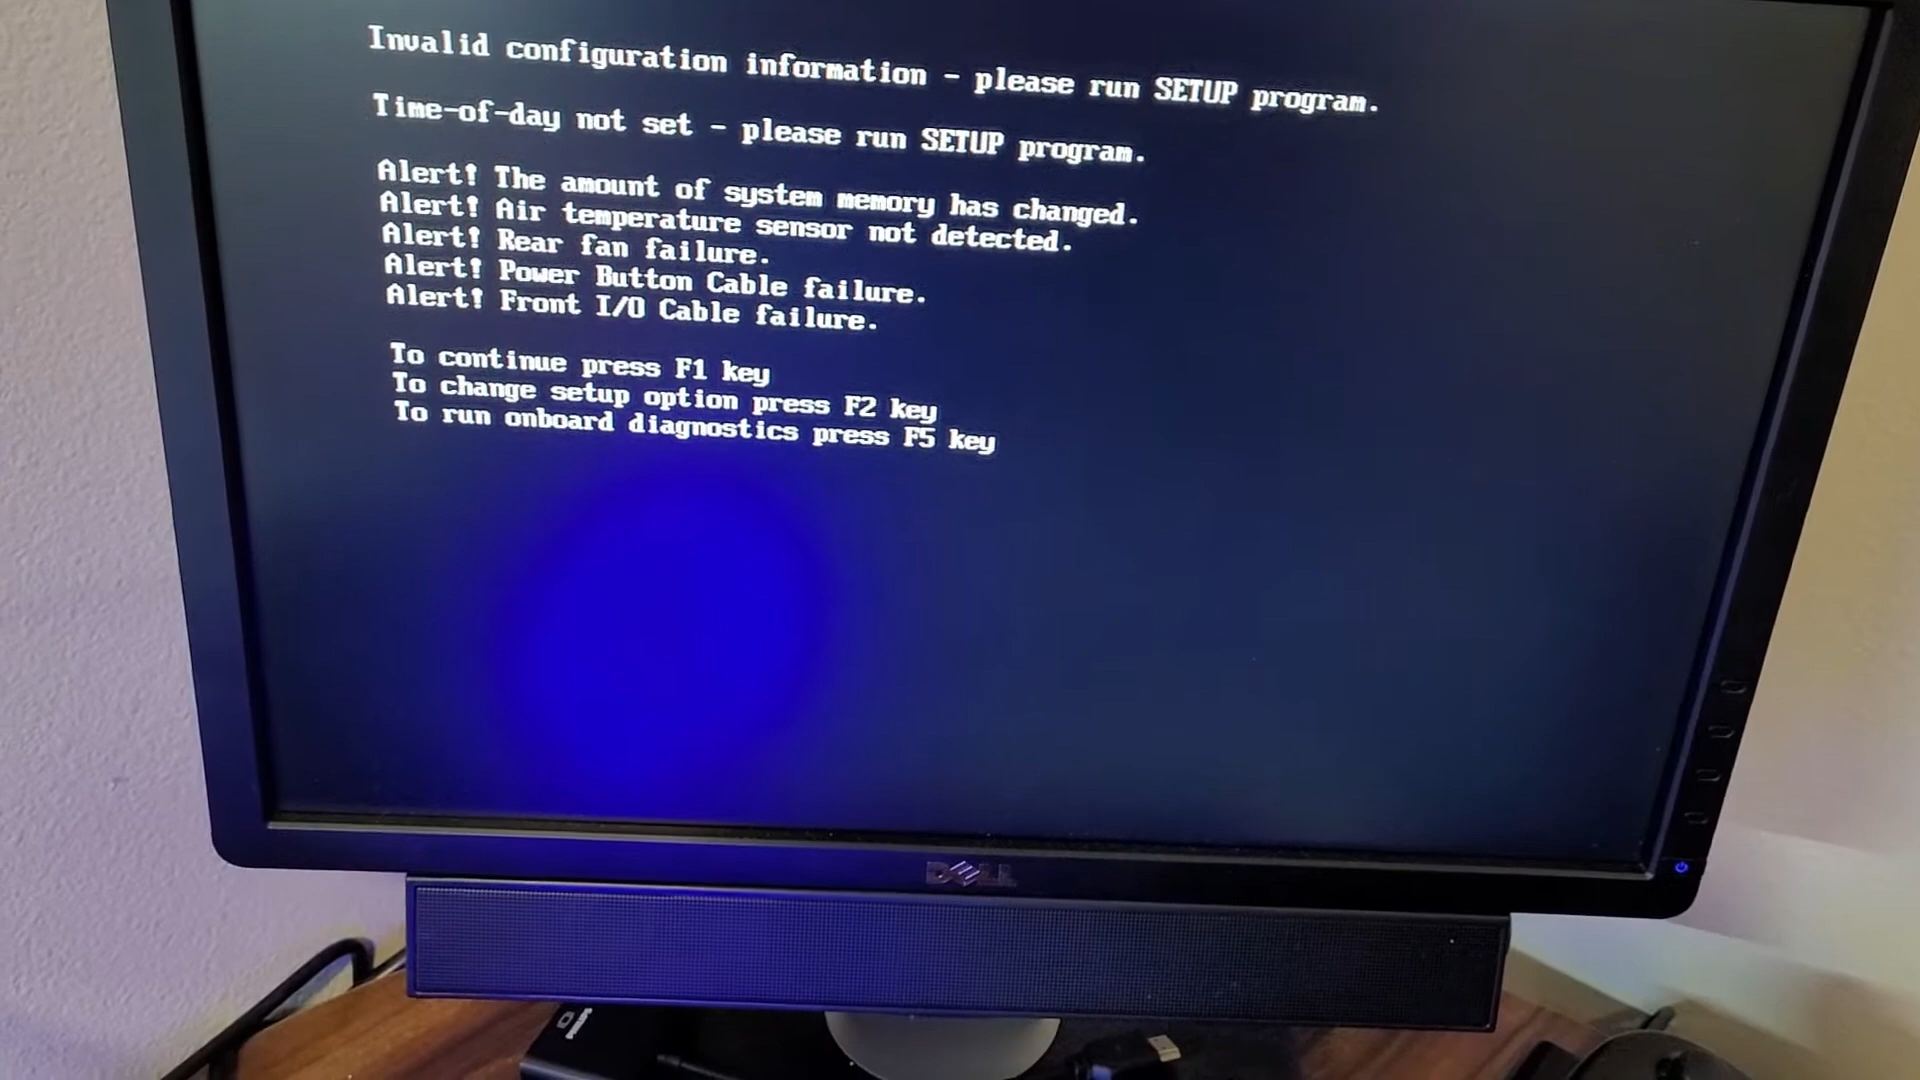 Invalid configuration information - please run SETUP program.
Time-of-day not set - please run SETUP program.
Alert! The amount of system memory has changed.
Alert! Air temperature sensor not detected.
Alert! Rear fan failure.
Alert! Power Button Cable failure.
Alert! Front I/O Cable failure.
To continue press F1 key
To change setup option press F2 key
To run onboard diagnostics press F5 key
DELL